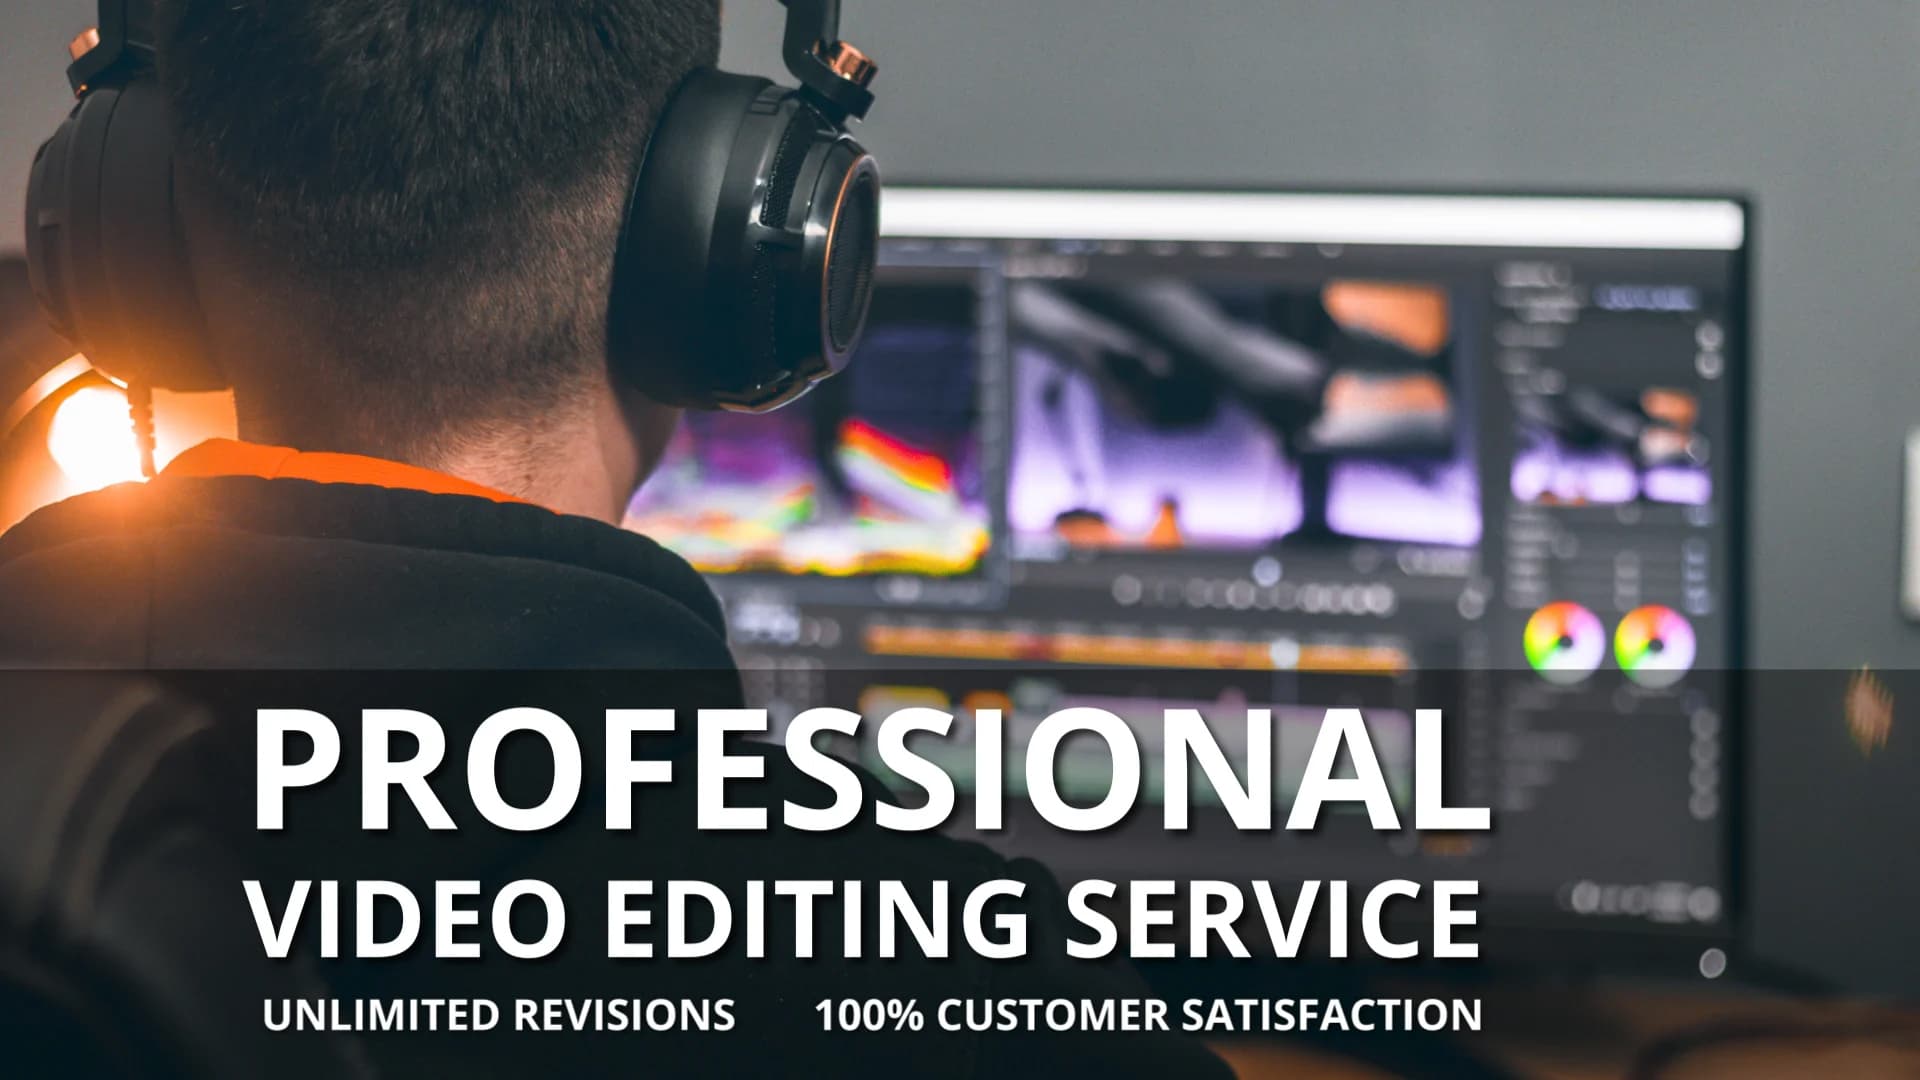 PROFESSIONAL
VIDEO EDITING SERVICE
UNLIMITED REVISIONS 100% CUSTOMER SATISFACTION